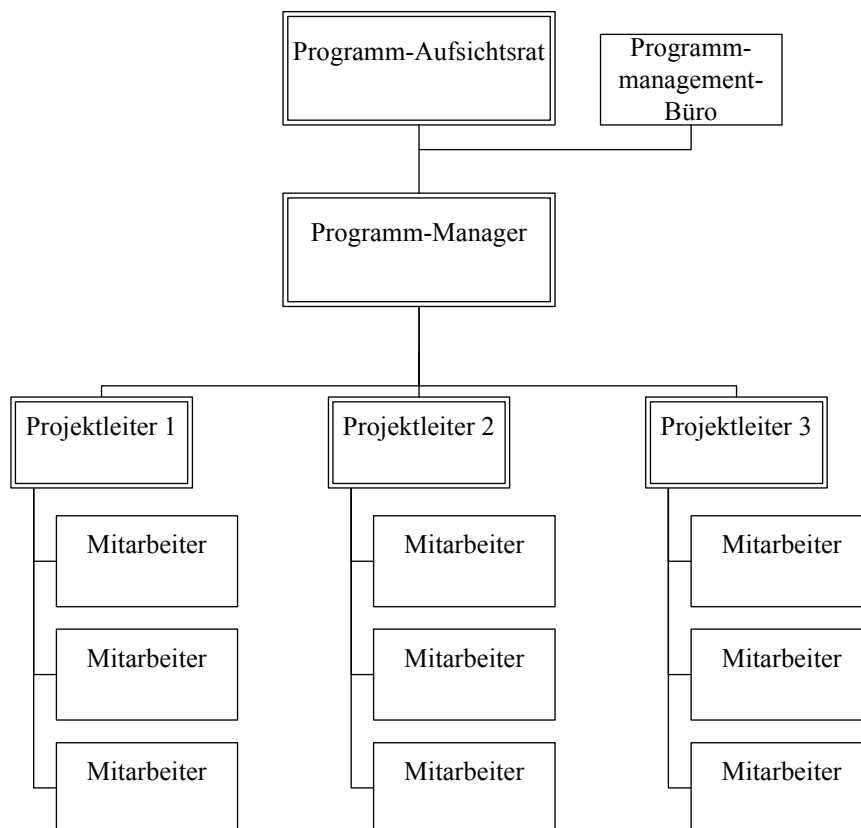 Programm-Aufsichtsrat
Programm-
management-
Büro
Programm-Manager
Projektleiter 1
Projektleiter 2
Projektleiter 3
Mitarbeiter
Mitarbeiter
Mitarbeiter
Mitarbeiter
Mitarbeiter
Mitarbeiter
Mitarbeiter
Mitarbeiter
Mitarbeiter